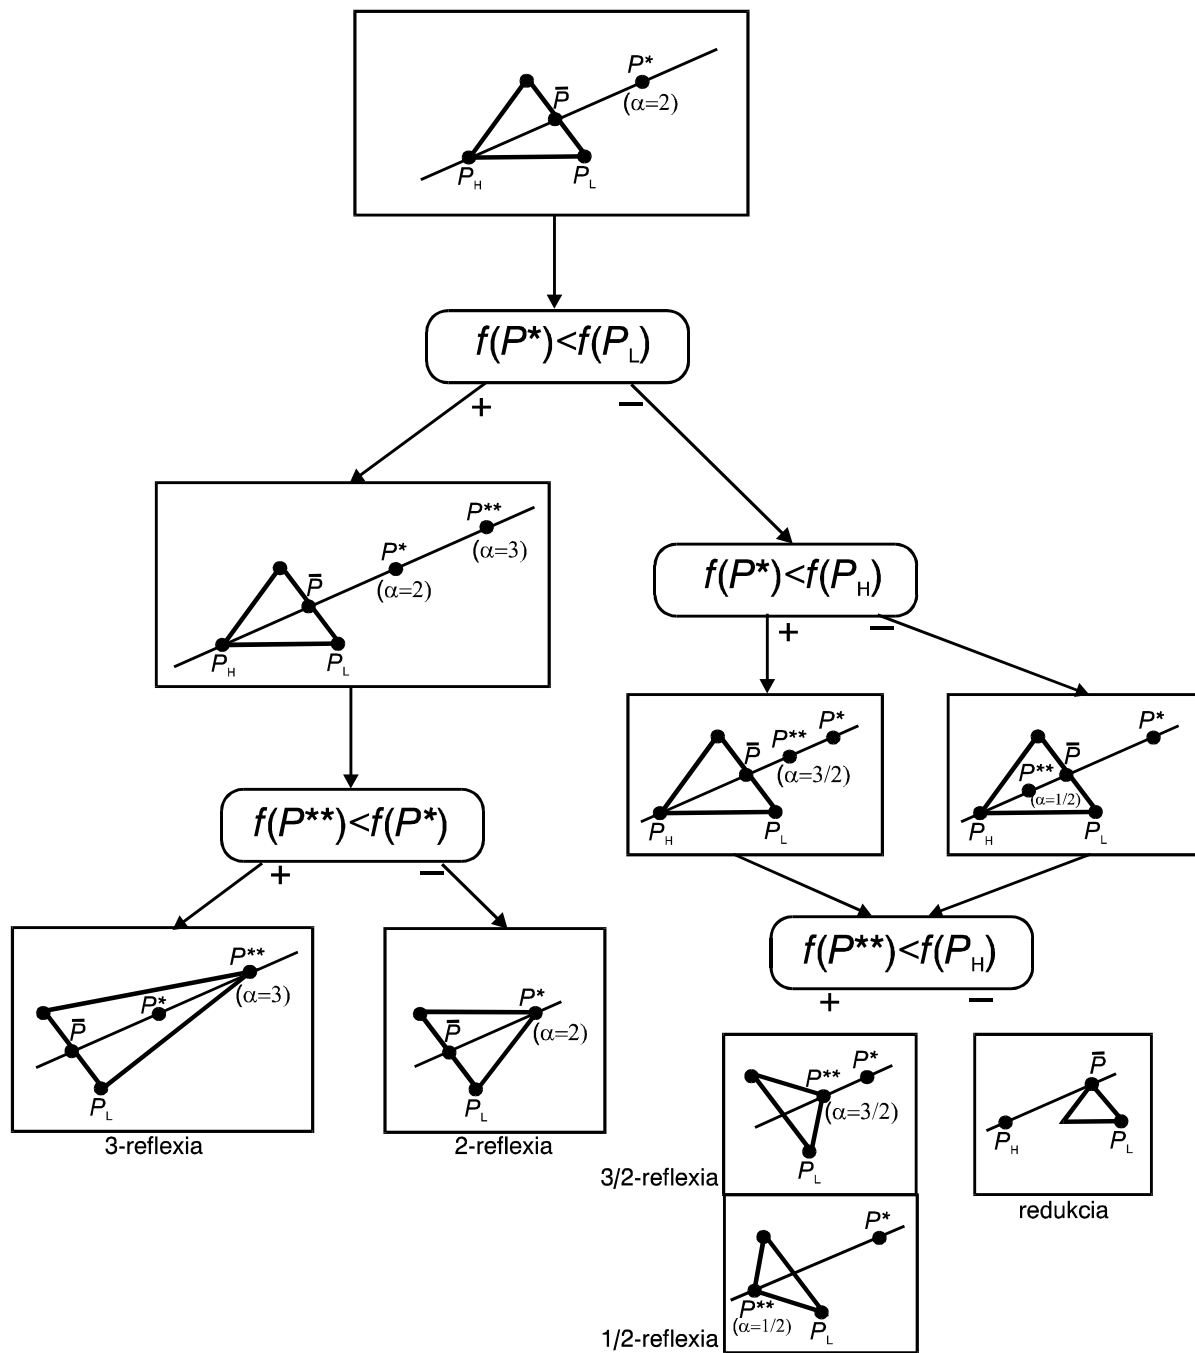 P*
P̄
(α=2)
P_H
P_L
f(P*)<f(P_L)
+
−
P**
(α=3)
P*
(α=2)
P̄
P_H
P_L
f(P*)<f(P_H)
+
−
P*
P**
P̄
(α=3/2)
P_H
P_L
P*
P̄
P**
(α=1/2)
P_H
P_L
f(P**)<f(P*)
+
−
f(P**)<f(P_H)
+
−
P**
(α=3)
P*
P̄
P_L
3-reflexia
P*
P̄
(α=2)
P_L
2-reflexia
P*
P**
(α=3/2)
P_L
3/2-reflexia
P̄
P_H
P_L
redukcia
P*
P**
(α=1/2)
P_L
1/2-reflexia